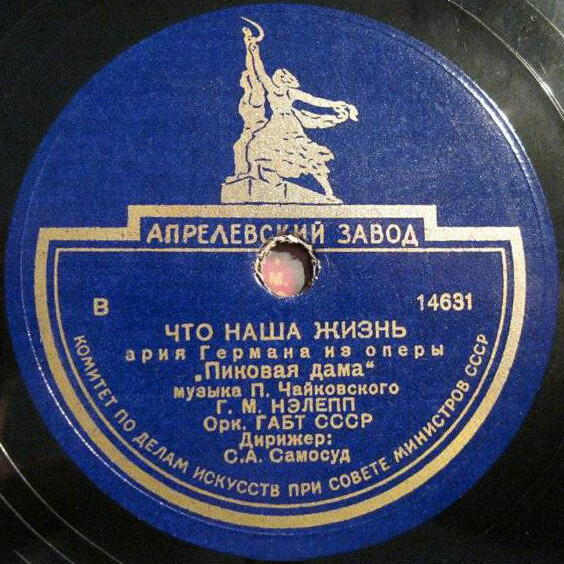 АПРЕЛЕВСКИЙ ЗАВОД
В 14631
ЧТО НАША ЖИЗНЬ
ария Германа из оперы
„Пиковая дама"
музыка П. Чайковского
Г. М. НЭЛЕПП
Орк. ГАБТ СССР
Дирижер:
С.А. Самосуд
КОМИТЕТ ПО ДЕЛАМ ИСКУССТВ ПРИ СОВЕТЕ МИНИСТРОВ СССР